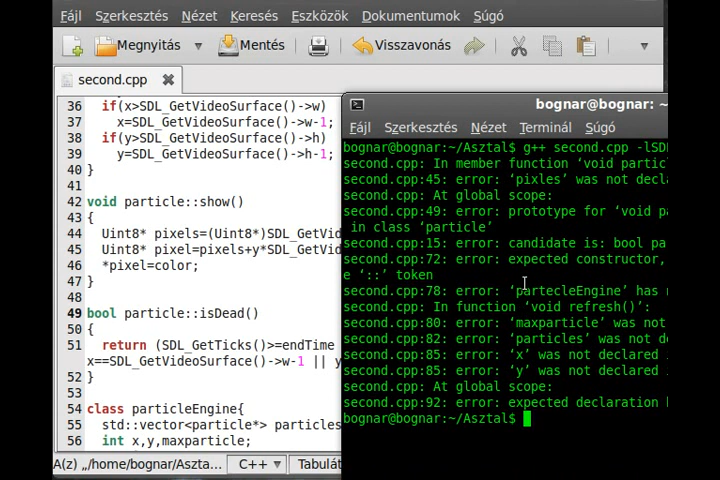 Fájl Szerkesztés Nézet Keresés Eszközök Dokumentumok Súgó
Megnyitás Mentés Visszavonás
second.cpp
36 if(x>SDL_GetVideoSurface()->w)
37 x=SDL_GetVideoSurface()->w-1;
38 if(y>SDL_GetVideoSurface()->h)
39 y=SDL_GetVideoSurface()->h-1;
40 }
41
42 void particle::show()
43 {
44 Uint8* pixels=(Uint8*)SDL_GetVid
45 Uint8* pixel=pixels+y*SDL_GetVid
46 *pixel=color;
47 }
48
49 bool particle::isDead()
50 {
51 return (SDL_GetTicks()>=endTime
x==SDL_GetVideoSurface()->w-1 || y
52 }
53
54 class particleEngine{
55 std::vector<particle*> particles
56 int x,y,maxparticle;
A(z) „/home/bognar/Aszta... C++ Tabulát
bognar@bognar: ~
Fájl Szerkesztés Nézet Terminál Súgó
bognar@bognar:~/Asztal$ g++ second.cpp -lSDL
second.cpp: In member function ‘void partic
second.cpp:45: error: ‘pixles’ was not decla
second.cpp: At global scope:
second.cpp:49: error: prototype for ‘void pa
in class ‘particle’
second.cpp:15: error: candidate is: bool pa
second.cpp:72: error: expected constructor,
e ‘::’ token
second.cpp:78: error: ‘partecleEngine’ has n
second.cpp: In function ‘void refresh()’:
second.cpp:80: error: ‘maxparticle’ was not
second.cpp:82: error: ‘particles’ was not de
second.cpp:85: error: ‘x’ was not declared
second.cpp:85: error: ‘y’ was not declared
second.cpp: At global scope:
second.cpp:92: error: expected declaration
bognar@bognar:~/Asztal$